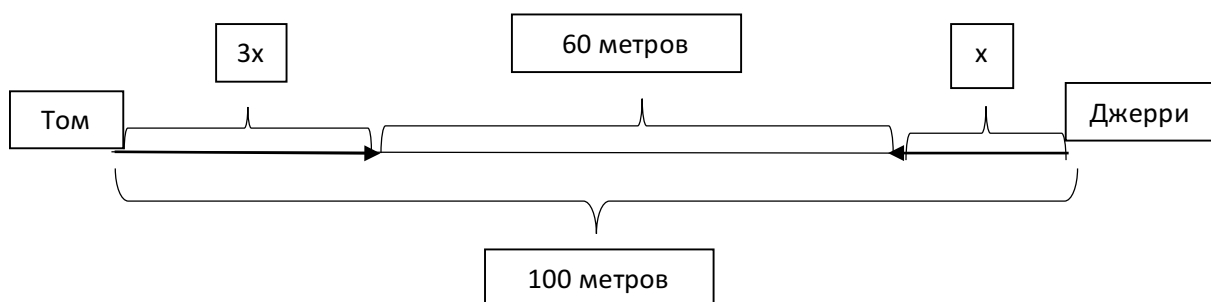 3x
60 метров
x
Том
Джерри
100 метров